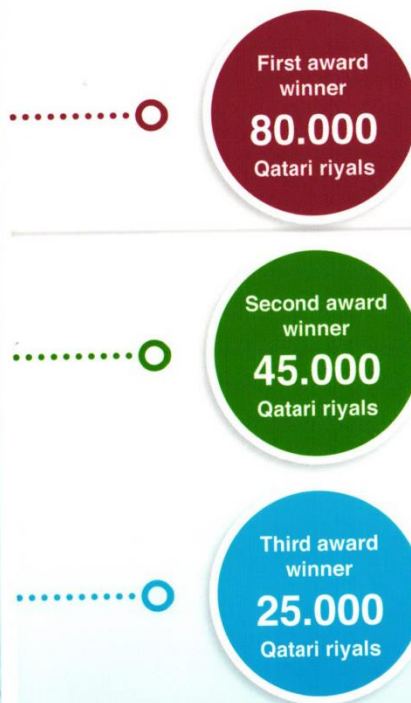 First award
winner
80.000
Qatari riyals
Second award
winner
45.000
Qatari riyals
Third award
winner
25.000
Qatari riyals